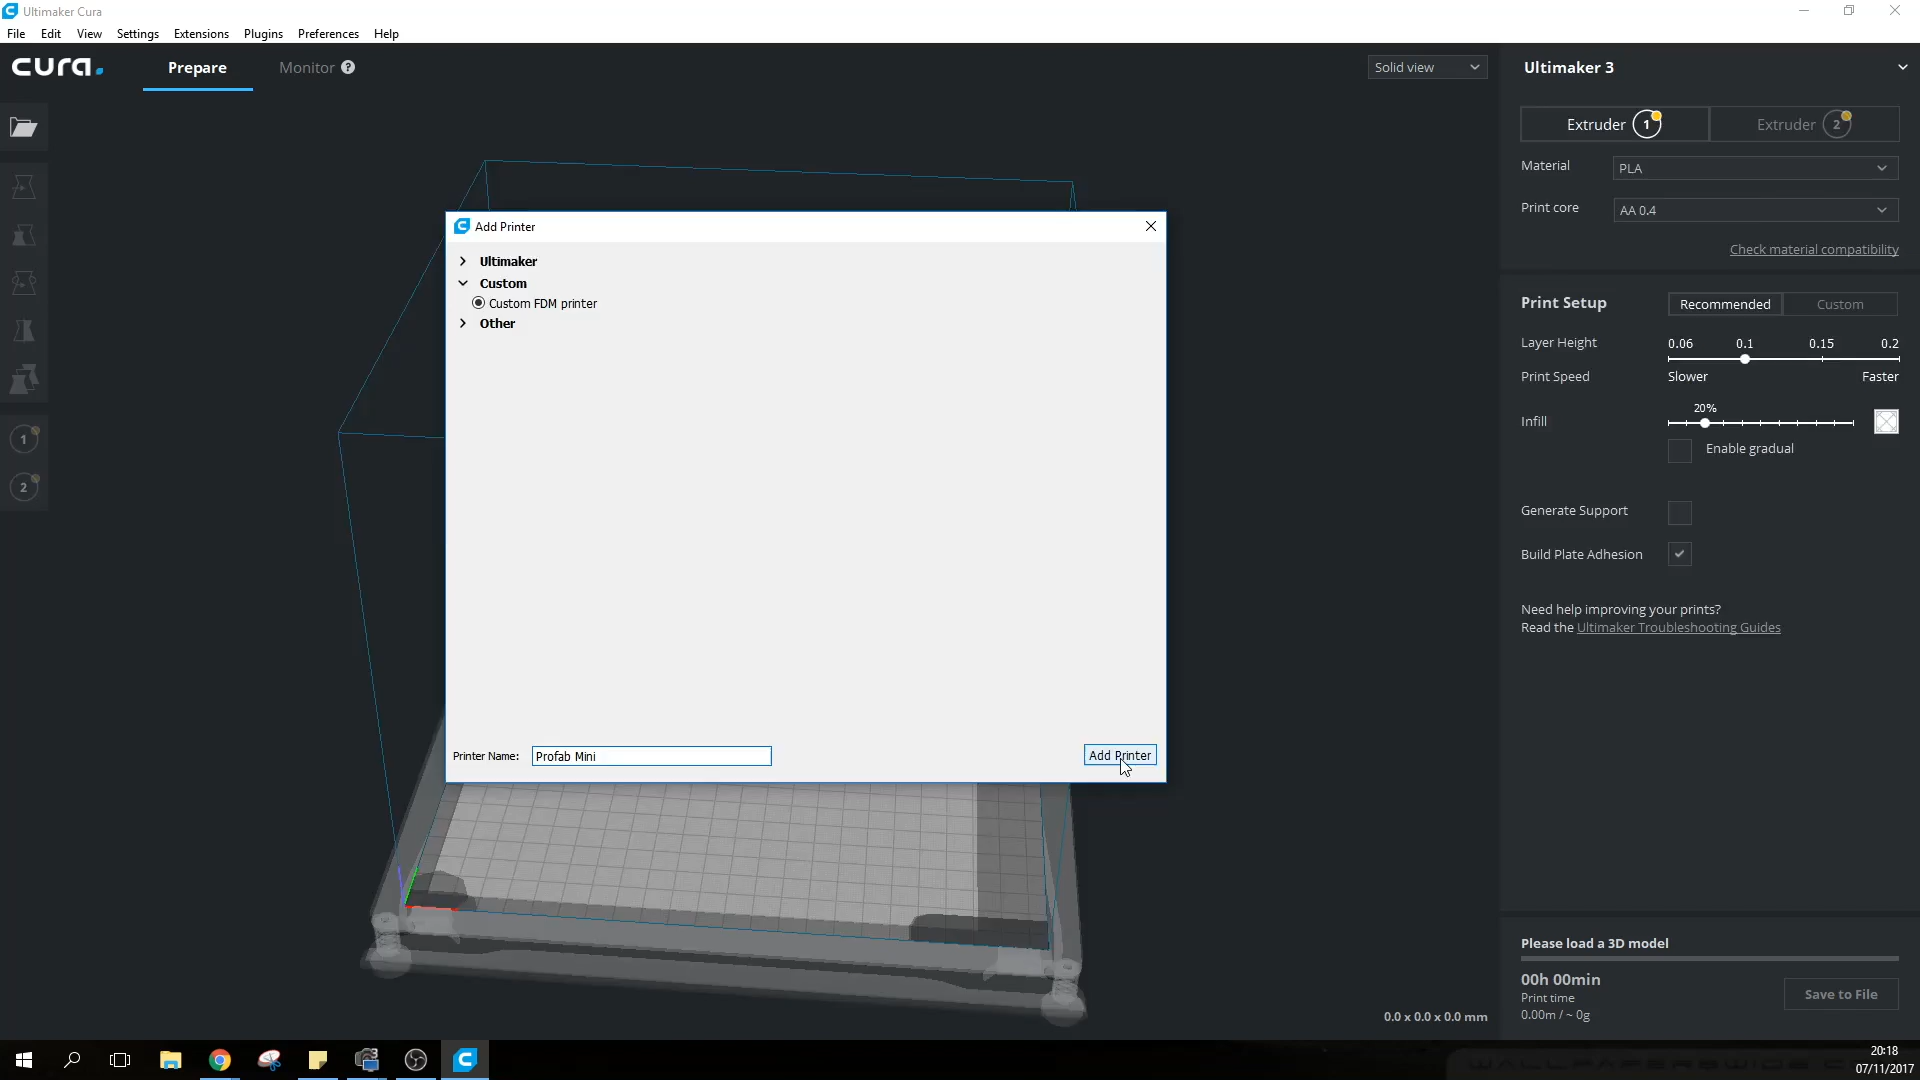 Ultimaker Cura
File Edit View Settings Extensions Plugins Preferences Help
cura.
Prepare
Monitor ?
Solid view
Ultimaker 3
Extruder 1
Extruder 2
Material
PLA
Print core
AA 0.4
Check material compatibility
Print Setup
Recommended
Custom
Layer Height
0.06 0.1 0.15 0.2
Print Speed
Slower
Faster
Infill
20%
Enable gradual
Generate Support
Build Plate Adhesion
Need help improving your prints?
Read the Ultimaker Troubleshooting Guides
Please load a 3D model
00h 00min
Print time
0.00m / ~ 0g
Save to File
Add Printer
Ultimaker
Custom
Custom FDM printer
Other
Printer Name:
Profab Mini
Add Printer
1
2
0.0 x 0.0 x 0.0 mm
20:18
07/11/2017